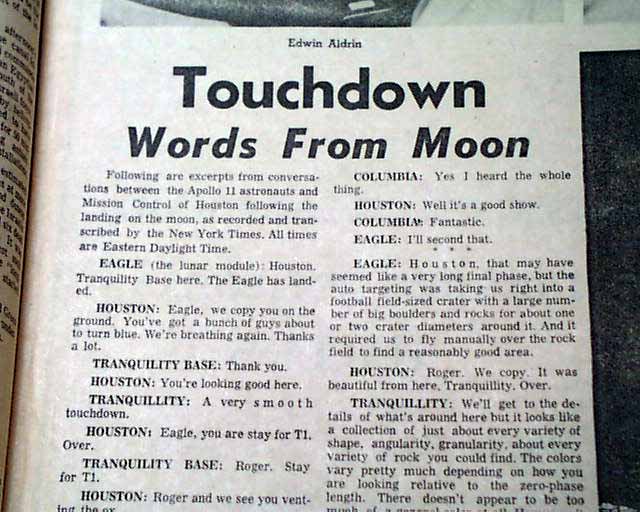 Edwin Aldrin
Touchdown
Words From Moon
Following are excerpts from conversa-
tions between the Apollo 11 astronauts and
Mission Control of Houston following the
landing on the moon, as recorded and tran-
scribed by the New York Times. All times
are Eastern Daylight Time.
EAGLE (the lunar module): Houston.
Tranquility Base here. The Eagle has land-
ed.
HOUSTON: Eagle, we copy you on the
ground. You've got a bunch of guys about
to turn blue. We're breathing again. Thanks
a lot.
TRANQUILITY BASE: Thank you.
HOUSTON: You're looking good here.
TRANQUILLITY: A very smooth
touchdown.
HOUSTON: Eagle, you are stay for T1.
Over.
TRANQUILITY BASE: Roger. Stay
for T1.
HOUSTON: Roger and we see you vent-
ing the ox
COLUMBIA: Yes I heard the whole
thing.
HOUSTON: Well it's a good show.
COLUMBIA: Fantastic.
EAGLE: I'll second that.
* * *
EAGLE: Houston, that may have
seemed like a very long final phase, but the
auto targeting was taking us right into a
football field-sized crater with a large num-
ber of big boulders and rocks for about one
or two crater diameters around it. And it
required us to fly manually over the rock
field to find a reasonably good area.
HOUSTON: Roger. We copy. It was
beautiful from here, Tranquillity. Over.
TRANQUILITY: We'll get to the de-
tails of what's around here but it looks like
a collection of just about every variety of
shape, angularity, granularity, about every
variety of rock you could find. The colors
vary pretty much depending on how you
are looking relative to the zero-phase
length. There doesn't appear to be too
much of a general color at all.